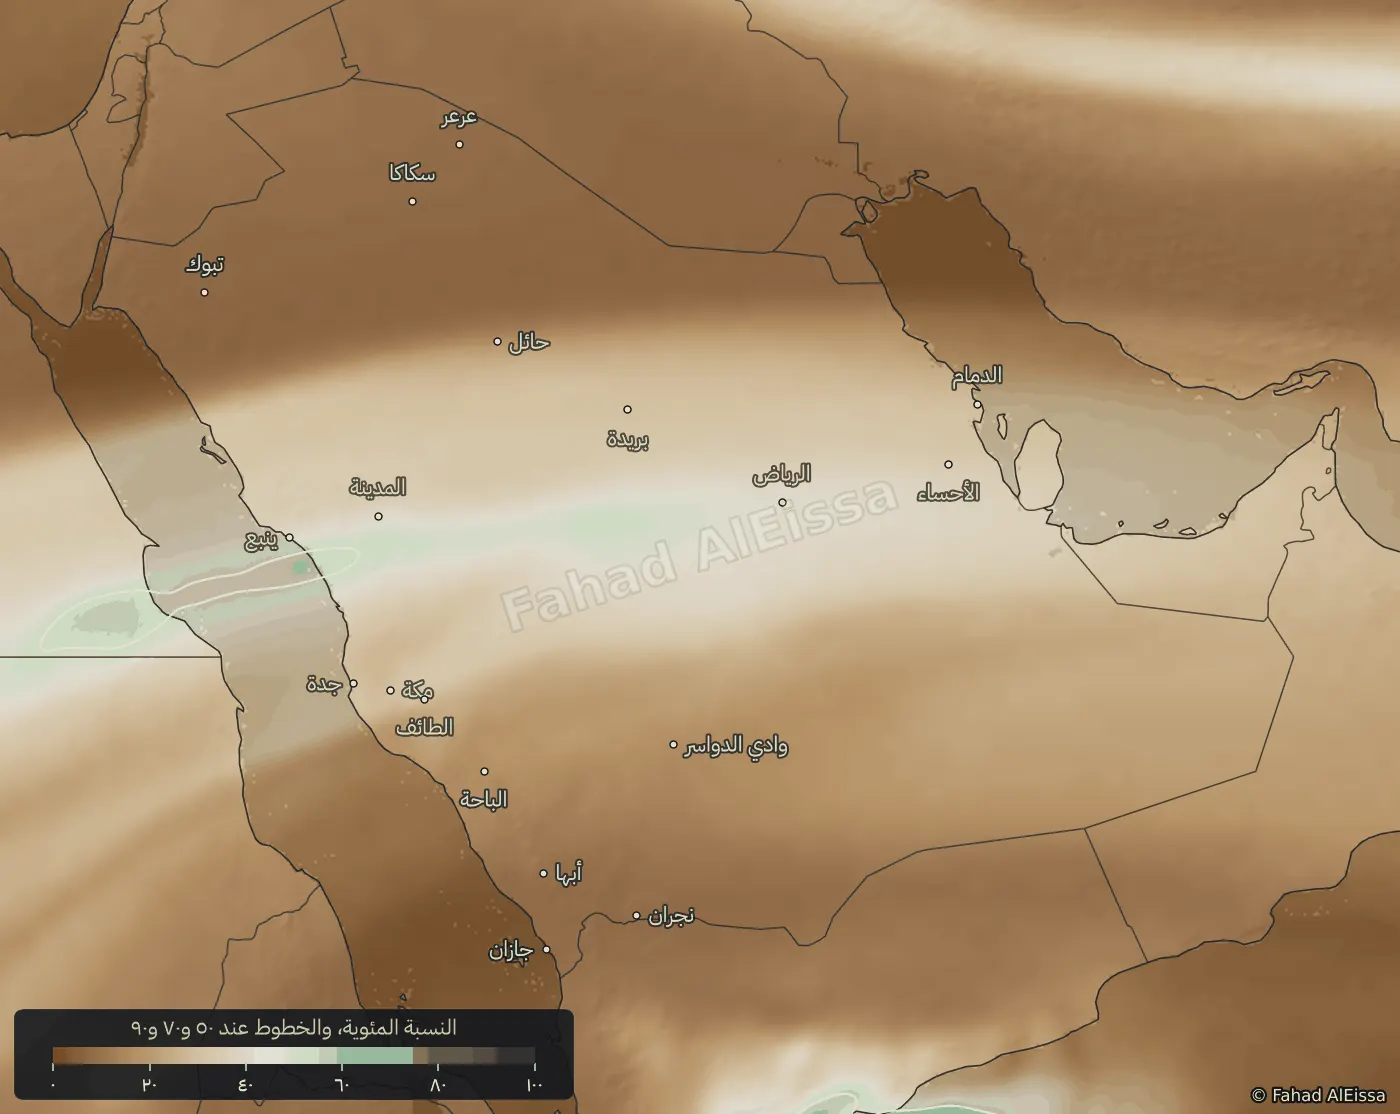 عرعر
سكاكا
تبوك
حائل
الدمام
بريدة
الرياض
الأحساء
المدينة
ينبع
Fahad AlEissa
جدة
مكة
الطائف
وادي الدواسر
الباحة
أبها
نجران
جازان
النسبة المئوية، والخطوط عند ٥٠ و٧٠ و٩٠
٠ ٢٠ ٤٠ ٦٠ ٨٠ ١٠٠
© Fahad AlEissa